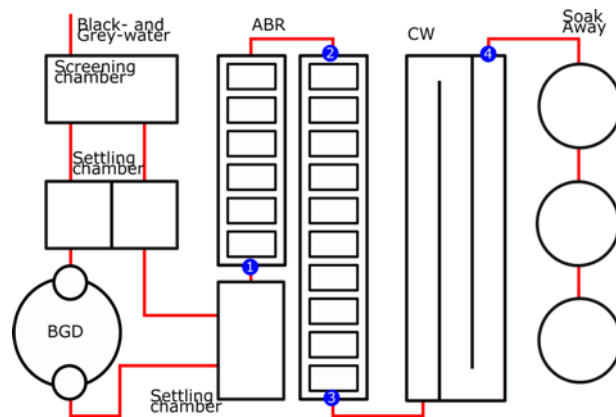 Black- and
Grey-water
Screening
chamber
Settling
chamber
BGD
Settling
chamber
ABR
1
2
3
CW
4
Soak
Away